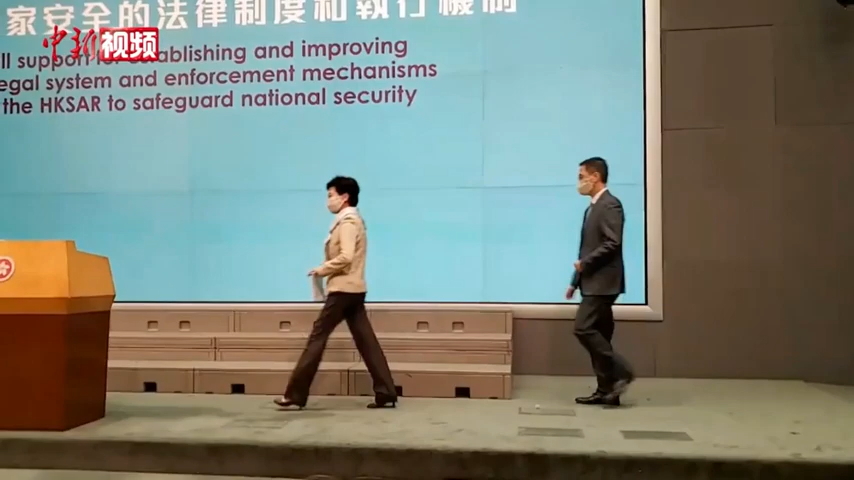 家安全的法律制度和執行機制
中新视频
ll support for establishing and improving
egal system and enforcement mechanisms
the HKSAR to safeguard national security